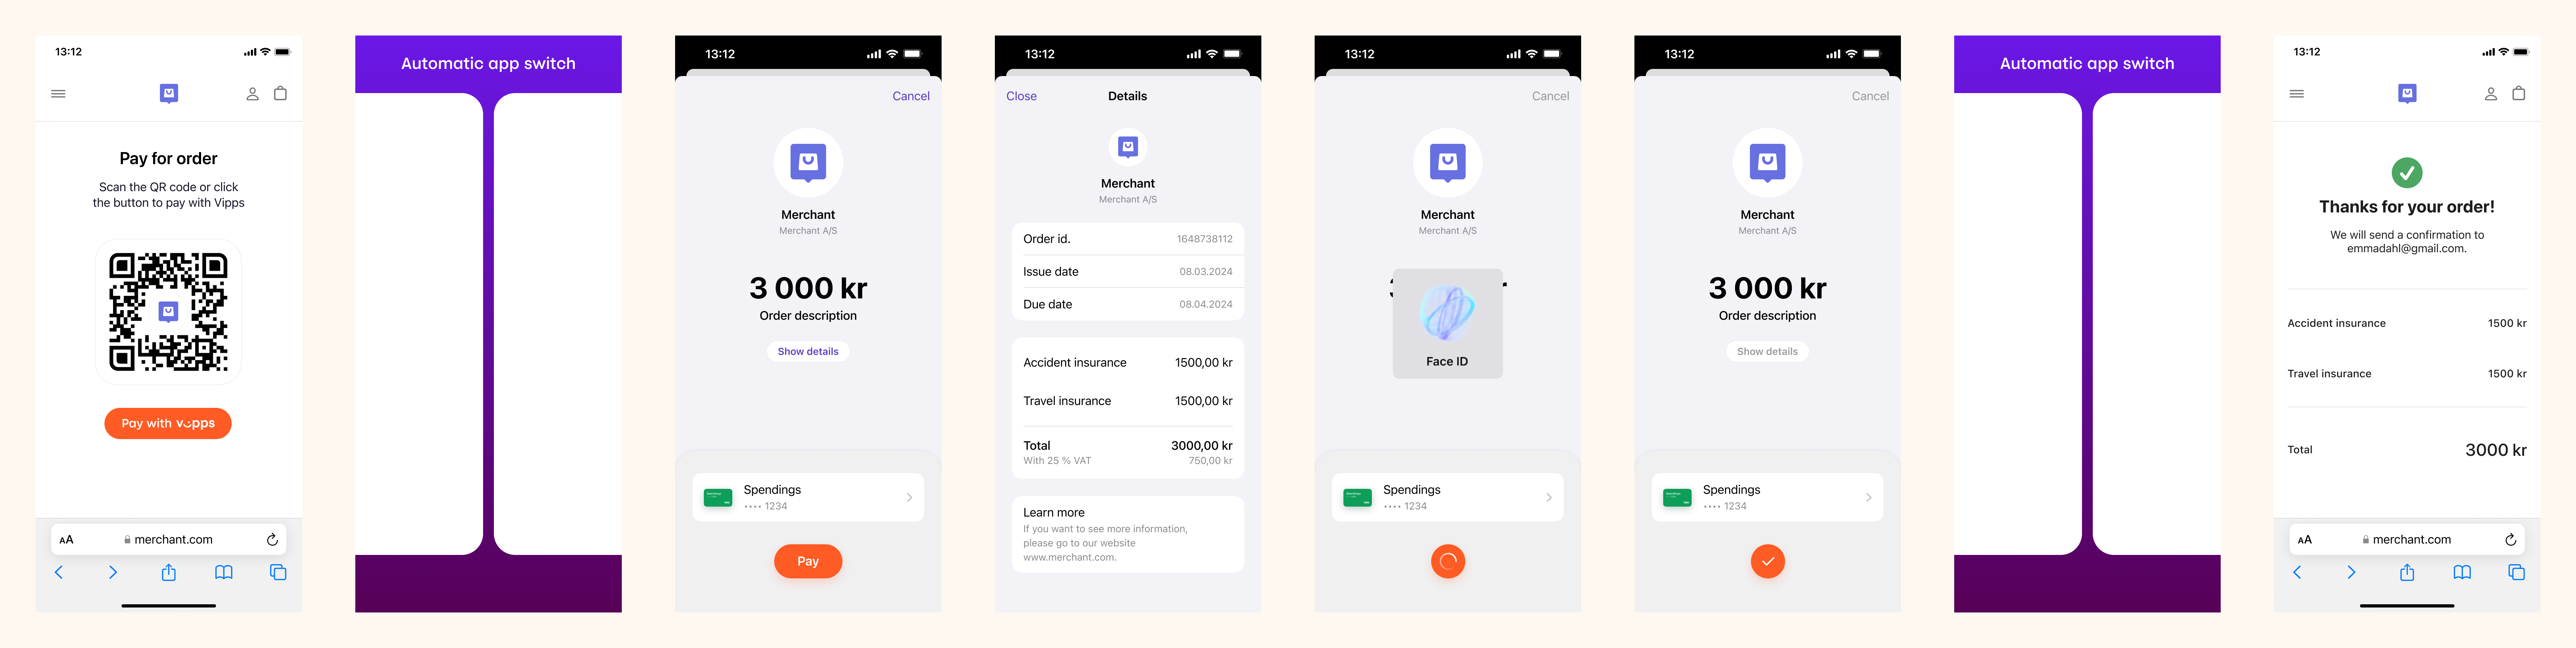 13:12
Pay for order
Scan the QR code or click
the button to pay with Vipps
Pay with vipps
AA merchant.com
Automatic app switch
13:12
Cancel
Merchant
Merchant A/S
3 000 kr
Order description
Show details
Spendings
•••• 1234
Pay
13:12
Close Details
Merchant
Merchant A/S
Order id. 1648738112
Issue date 08.03.2024
Due date 08.04.2024
Accident insurance 1500,00 kr
Travel insurance 1500,00 kr
Total 3000,00 kr
With 25 % VAT 750,00 kr
Learn more
If you want to see more information,
please go to our website
www.merchant.com.
13:12
Cancel
Merchant
Merchant A/S
Face ID
Spendings
•••• 1234
13:12
Cancel
Merchant
Merchant A/S
3 000 kr
Order description
Show details
Spendings
•••• 1234
Automatic app switch
13:12
Thanks for your order!
We will send a confirmation to
emmadahl@gmail.com.
Accident insurance 1500 kr
Travel insurance 1500 kr
Total 3000 kr
AA merchant.com